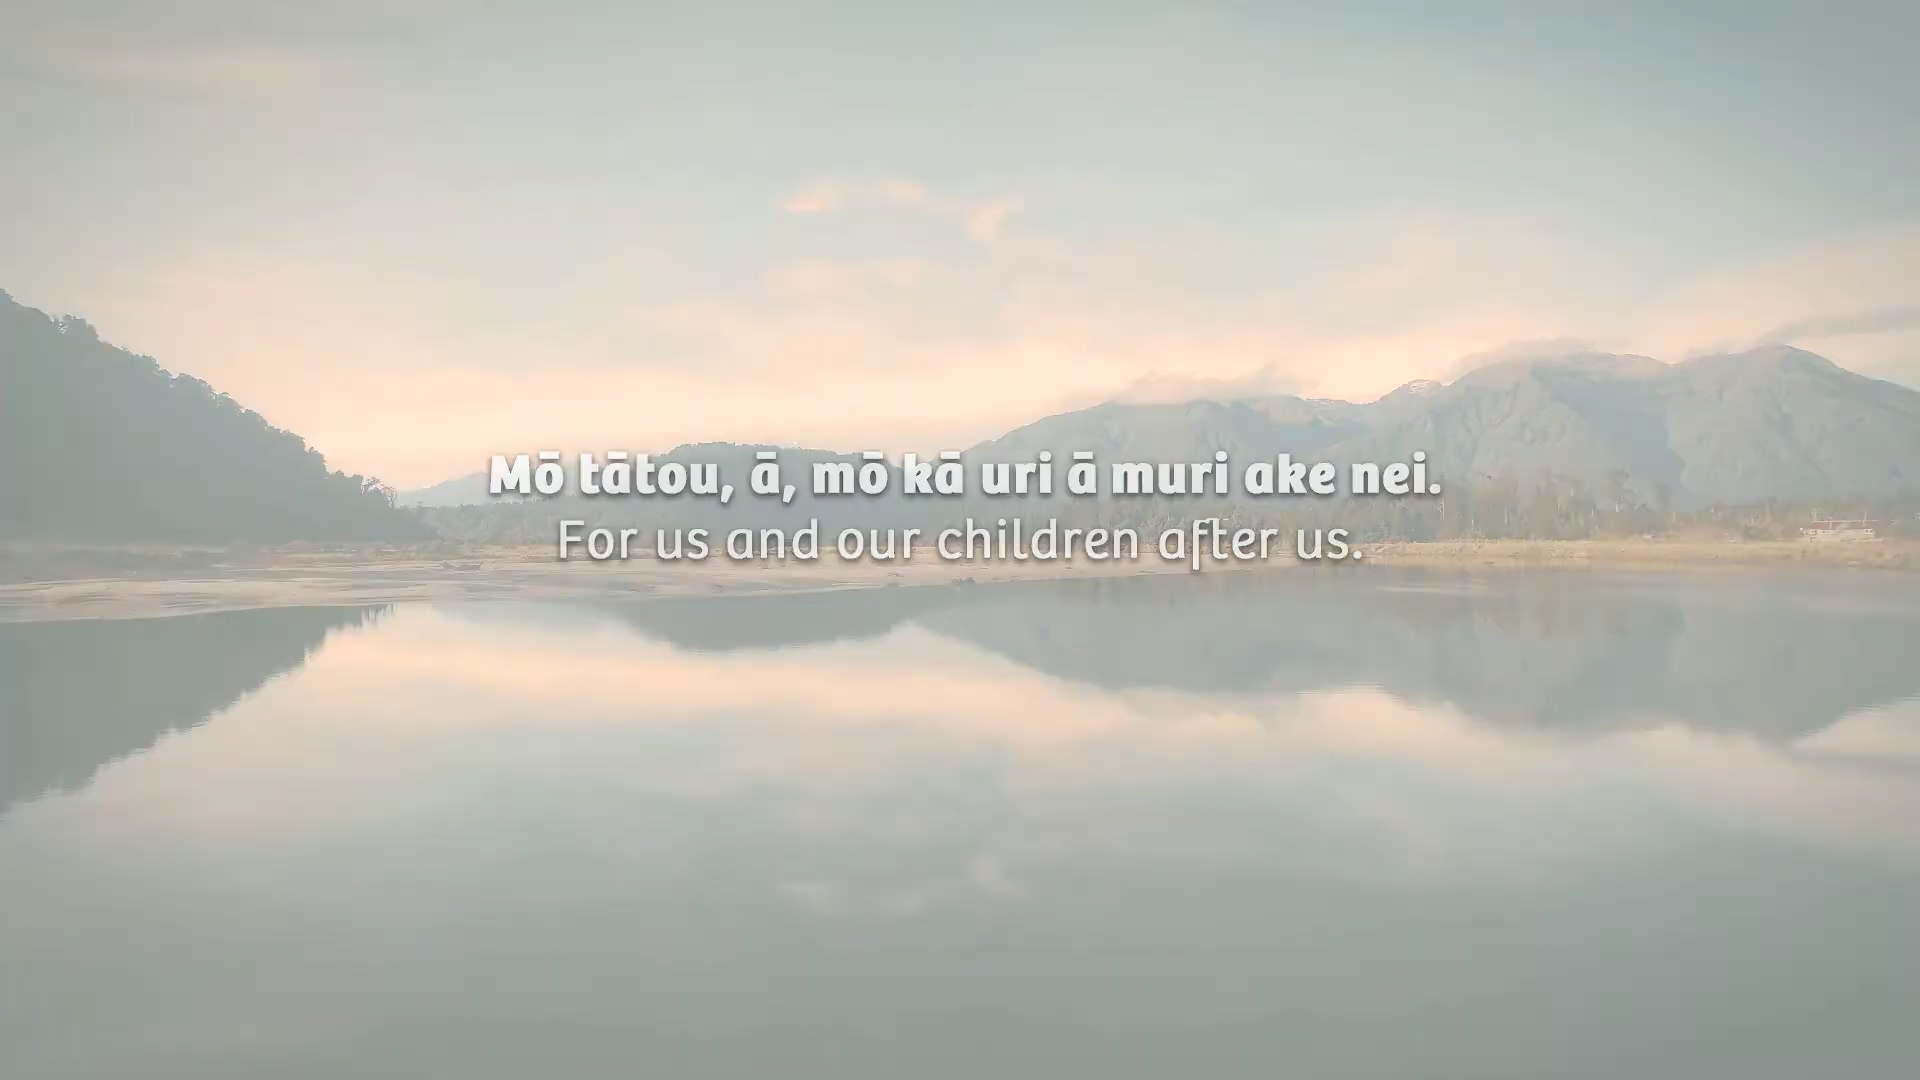 Mō tātou, ā, mō kā uri ā muri ake nei.
For us and our children after us.